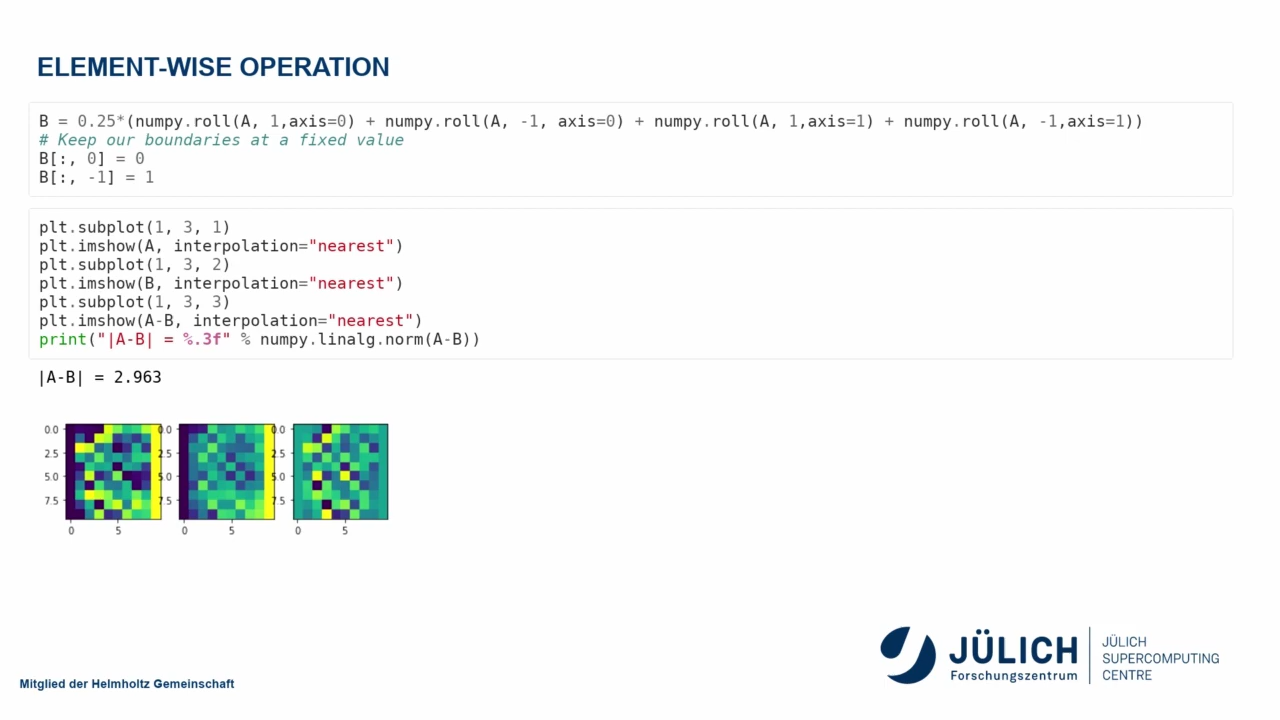 ELEMENT-WISE OPERATION
B = 0.25*(numpy.roll(A, 1,axis=0) + numpy.roll(A, -1, axis=0) + numpy.roll(A, 1,axis=1) + numpy.roll(A, -1,axis=1))
# Keep our boundaries at a fixed value
B[:, 0] = 0
B[:, -1] = 1
plt.subplot(1, 3, 1)
plt.imshow(A, interpolation="nearest")
plt.subplot(1, 3, 2)
plt.imshow(B, interpolation="nearest")
plt.subplot(1, 3, 3)
plt.imshow(A-B, interpolation="nearest")
print("|A-B| = %.3f" % numpy.linalg.norm(A-B))
|A-B| = 2.963
0.0 0.0 0.0
2.5 2.5 2.5
5.0 5.0 5.0
7.5 7.5 7.5
0 5 0 5 0 5
JÜLICH
Forschungszentrum
JÜLICH
SUPERCOMPUTING
CENTRE
Mitglied der Helmholtz Gemeinschaft